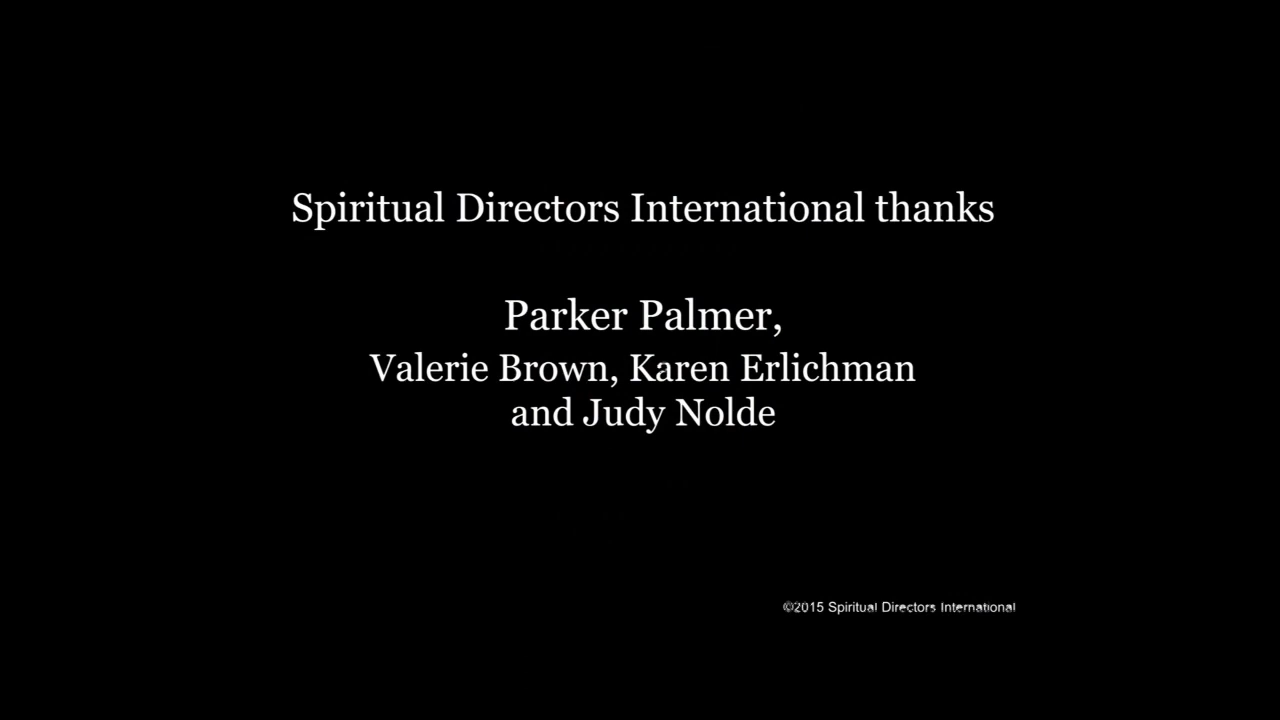 Spiritual Directors International thanks
Parker Palmer,
Valerie Brown, Karen Erlichman
and Judy Nolde
©2015 Spiritual Directors International